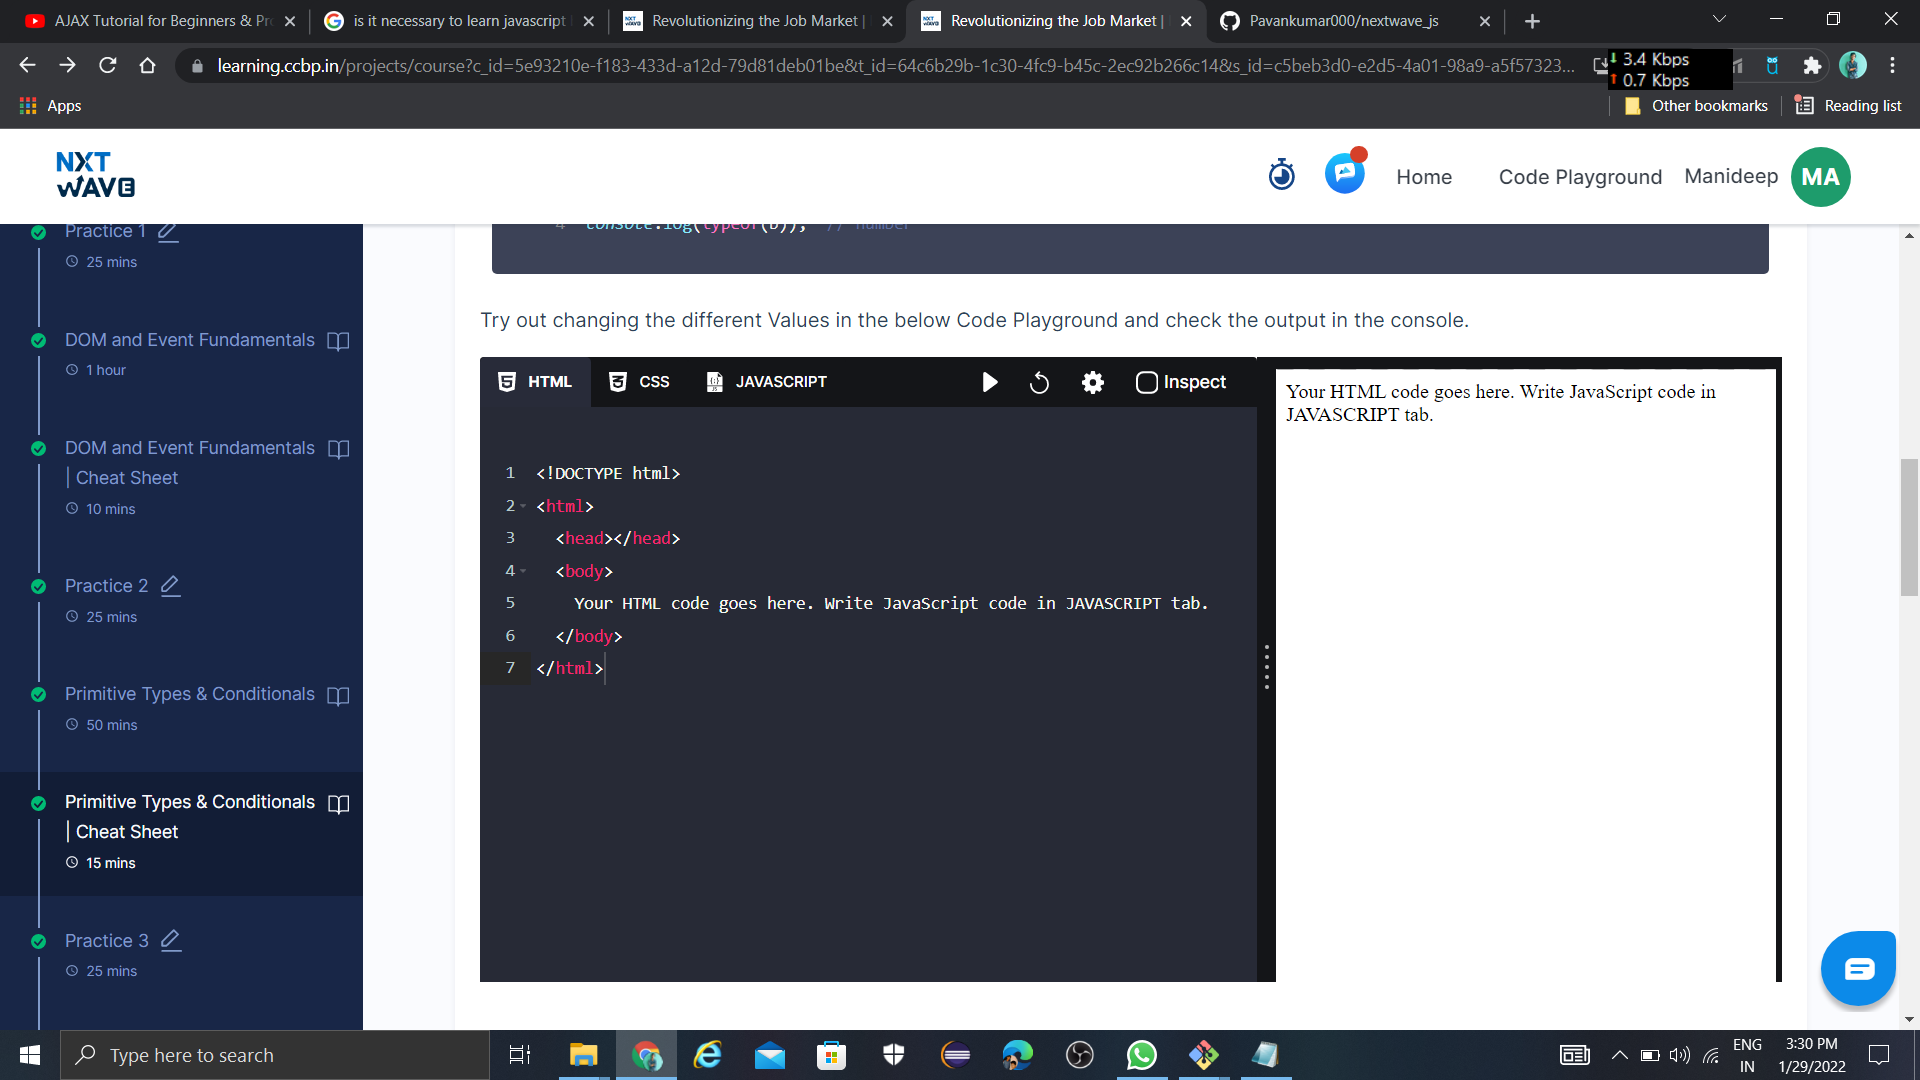 AJAX Tutorial for Beginners & Pr
is it necessary to learn javascript
Revolutionizing the Job Market |
Revolutionizing the Job Market |
Pavankumar000/nextwave_js
learning.ccbp.in/projects/course?c_id=5e93210e-f183-433d-a12d-79d81deb01be&t_id=64c6b29b-1c30-4fc9-b45c-2ec92b266c14&s_id=c5beb3d0-e2d5-4a01-98a9-a5f57323...
3.4 Kbps
0.7 Kbps
Apps
Other bookmarks
Reading list
NXT
WAVE
Home
Code Playground
Manideep
MA
Practice 1
25 mins
DOM and Event Fundamentals
1 hour
DOM and Event Fundamentals
| Cheat Sheet
10 mins
Practice 2
25 mins
Primitive Types & Conditionals
50 mins
Primitive Types & Conditionals
| Cheat Sheet
15 mins
Practice 3
25 mins
4 console.log(typeof(b)); // number
Try out changing the different Values in the below Code Playground and check the output in the console.
HTML
CSS
JAVASCRIPT
Inspect
1 <!DOCTYPE html>
2 <html>
3 <head></head>
4 <body>
5 Your HTML code goes here. Write JavaScript code in JAVASCRIPT tab.
6 </body>
7 </html>
Your HTML code goes here. Write JavaScript code in
JAVASCRIPT tab.
Type here to search
ENG
IN
3:30 PM
1/29/2022